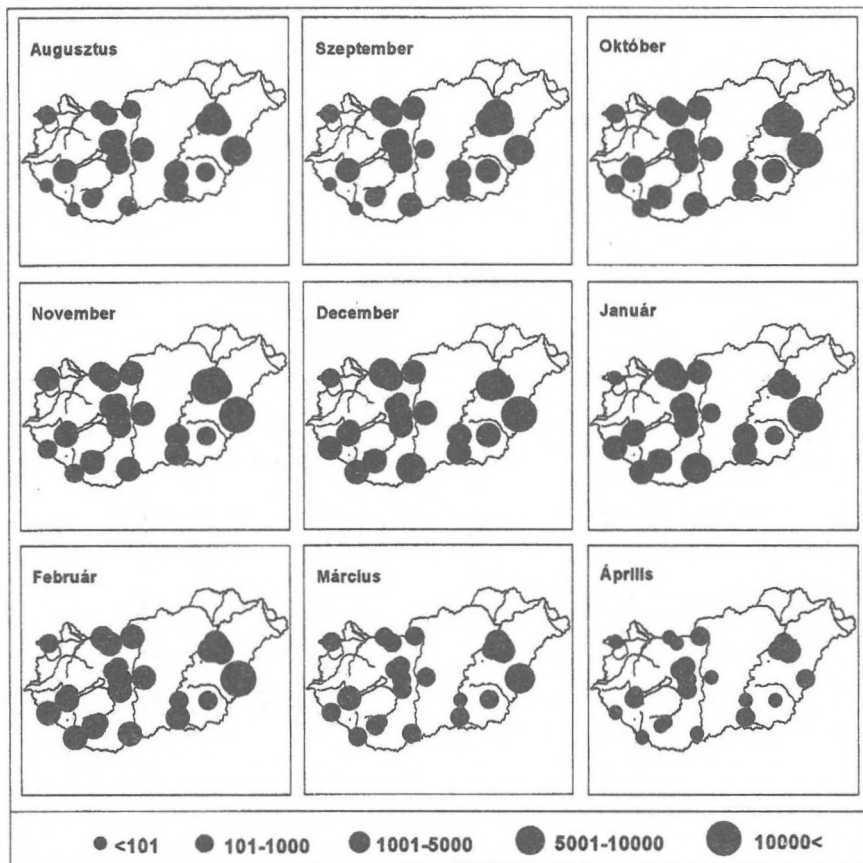 Augusztus
Szeptember
Október
November
December
Január
Február
Március
Április
<101
101-1000
1001-5000
5001-10000
10000<